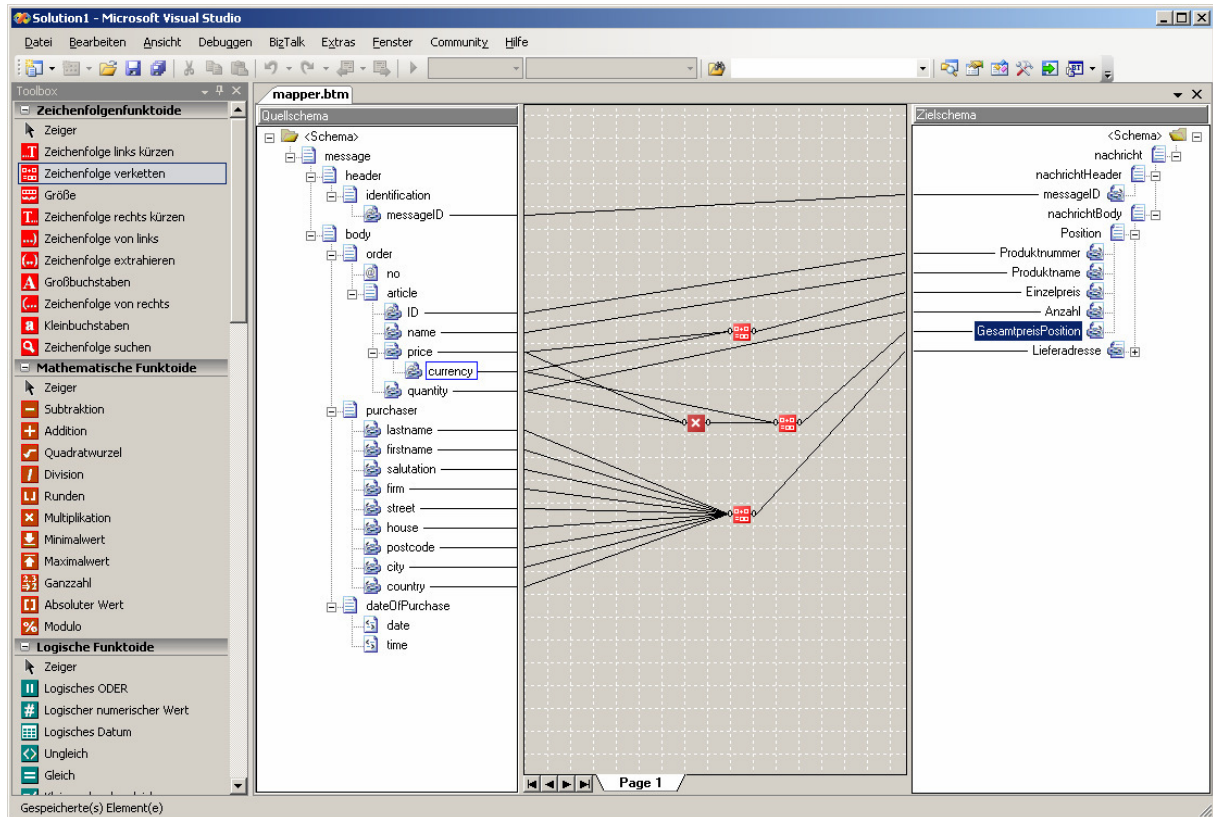 Solution1 - Microsoft Visual Studio
Datei Bearbeiten Ansicht Debuggen BizTalk Extras Fenster Community Hilfe
Toolbox
Zeichenfolgenfunktoide
Zeiger
Zeichenfolge links kürzen
Zeichenfolge verketten
Größe
Zeichenfolge rechts kürzen
Zeichenfolge von links
Zeichenfolge extrahieren
Großbuchstaben
Zeichenfolge von rechts
Kleinbuchstaben
Zeichenfolge suchen
Mathematische Funktoide
Zeiger
Subtraktion
Addition
Quadratwurzel
Division
Runden
Multiplikation
Minimalwert
Maximalwert
Ganzzahl
Absoluter Wert
Modulo
Logische Funktoide
Zeiger
Logisches ODER
Logischer numerischer Wert
Logisches Datum
Ungleich
Gleich
mapper.btm
Quellschema
<Schema>
message
header
identification
messageID
body
order
no
article
ID
name
price
currency
quantity
purchaser
lastname
firstname
salutation
firm
street
house
postcode
city
country
dateOfPurchase
date
time
Page 1
Zielschema
<Schema>
nachricht
nachrichtHeader
messageID
nachrichtBody
Position
Produktnummer
Produktname
Einzelpreis
Anzahl
GesamtpreisPosition
Lieferadresse
Gespeicherte(s) Element(e)